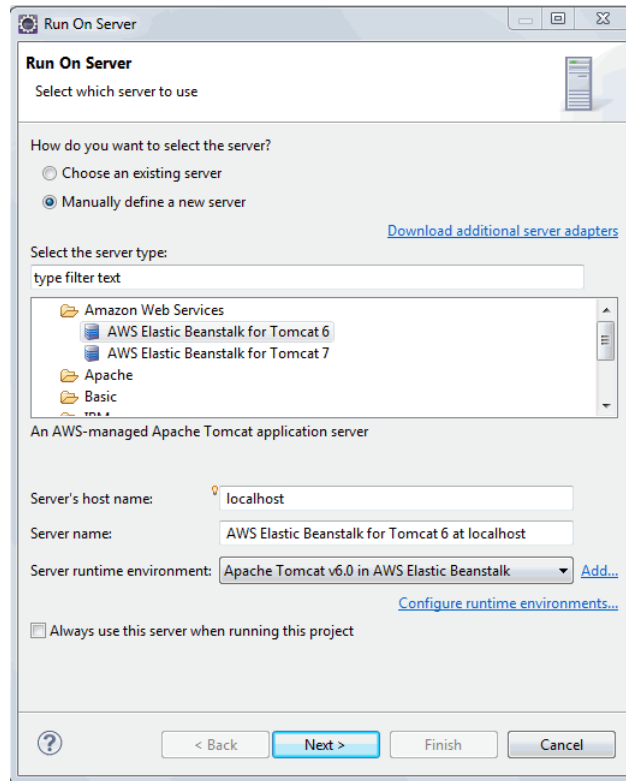 Run On Server
Run On Server
Select which server to use
How do you want to select the server?
Choose an existing server
Manually define a new server
Download additional server adapters
Select the server type:
type filter text
Amazon Web Services
AWS Elastic Beanstalk for Tomcat 6
AWS Elastic Beanstalk for Tomcat 7
Apache
Basic
An AWS-managed Apache Tomcat application server
Server's host name: localhost
Server name: AWS Elastic Beanstalk for Tomcat 6 at localhost
Server runtime environment: Apache Tomcat v6.0 in AWS Elastic Beanstalk Add...
Configure runtime environments...
Always use this server when running this project
? < Back Next > Finish Cancel